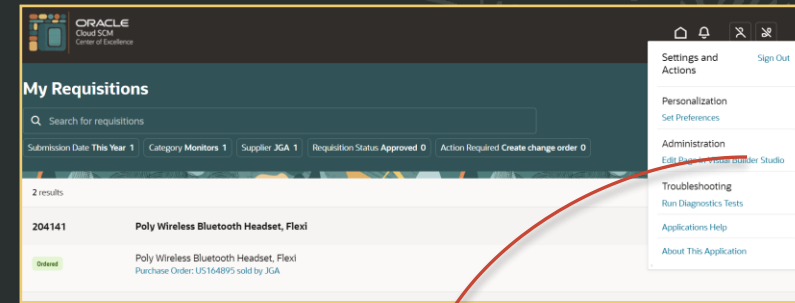 ORACLE
Cloud SCM
Center of Excellence
Settings and Actions
Sign Out
Personalization
Set Preferences
Administration
Edit Page in Visual Builder Studio
Troubleshooting
Run Diagnostics Tests
Applications Help
About This Application
My Requisitions
Search for requisitions
Submission Date This Year 1 Category Monitors 1 Supplier JGA 1 Requisition Status Approved 0 Action Required Create change order 0
2 results
204141 Poly Wireless Bluetooth Headset, Flexi
Ordered Poly Wireless Bluetooth Headset, Flexi
Purchase Order: US164895 sold by JGA